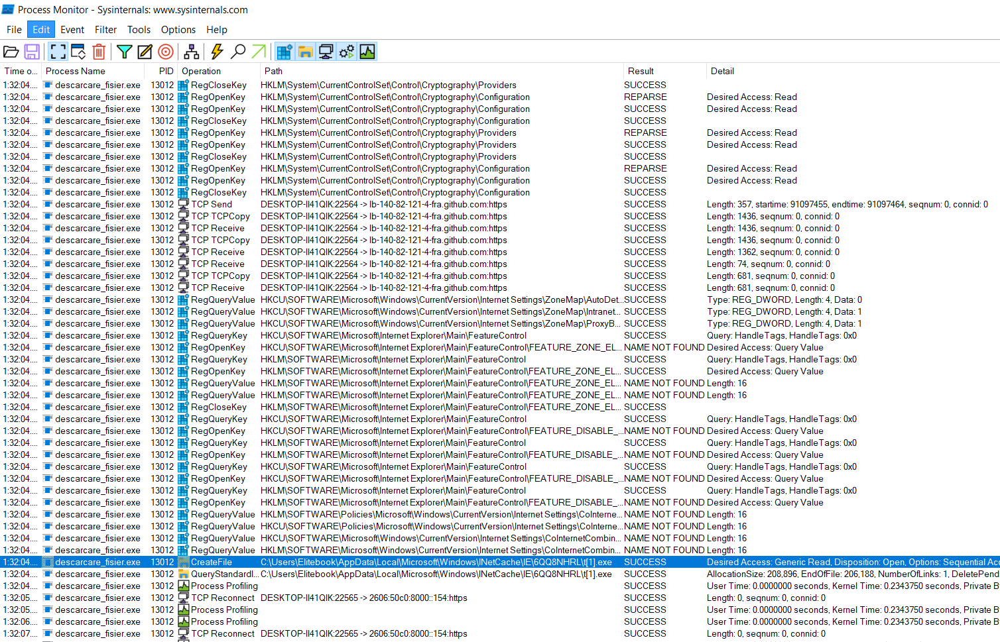 Process Monitor - Sysinternals: www.sysinternals.com
File Edit Event Filter Tools Options Help
Time o... Process Name PID Operation Path Result Detail
1:32:04.... descarcare_fisier.exe 13012 RegCloseKey HKLM\System\CurrentControlSet\Control\Cryptography\Providers SUCCESS
1:32:04.... descarcare_fisier.exe 13012 RegOpenKey HKLM\System\CurrentControlSet\Control\Cryptography\Configuration REPARSE Desired Access: Read
1:32:04.... descarcare_fisier.exe 13012 RegOpenKey HKLM\System\CurrentControlSet\Control\Cryptography\Configuration SUCCESS Desired Access: Read
1:32:04.... descarcare_fisier.exe 13012 RegCloseKey HKLM\System\CurrentControlSet\Control\Cryptography\Configuration SUCCESS
1:32:04.... descarcare_fisier.exe 13012 RegOpenKey HKLM\System\CurrentControlSet\Control\Cryptography\Providers REPARSE Desired Access: Read
1:32:04.... descarcare_fisier.exe 13012 RegOpenKey HKLM\System\CurrentControlSet\Control\Cryptography\Providers SUCCESS Desired Access: Read
1:32:04.... descarcare_fisier.exe 13012 RegCloseKey HKLM\System\CurrentControlSet\Control\Cryptography\Providers SUCCESS
1:32:04.... descarcare_fisier.exe 13012 RegOpenKey HKLM\System\CurrentControlSet\Control\Cryptography\Configuration REPARSE Desired Access: Read
1:32:04.... descarcare_fisier.exe 13012 RegOpenKey HKLM\System\CurrentControlSet\Control\Cryptography\Configuration SUCCESS Desired Access: Read
1:32:04.... descarcare_fisier.exe 13012 RegCloseKey HKLM\System\CurrentControlSet\Control\Cryptography\Configuration SUCCESS
1:32:04.... descarcare_fisier.exe 13012 TCP Send DESKTOP-II41QIK:22564 -> lb-140-82-121-4-fra.github.com:https SUCCESS Length: 357, startime: 91097455, endtime: 91097464, seqnum: 0, connid: 0
1:32:04.... descarcare_fisier.exe 13012 TCP TCPCopy DESKTOP-II41QIK:22564 -> lb-140-82-121-4-fra.github.com:https SUCCESS Length: 1436, seqnum: 0, connid: 0
1:32:04.... descarcare_fisier.exe 13012 TCP Receive DESKTOP-II41QIK:22564 -> lb-140-82-121-4-fra.github.com:https SUCCESS Length: 1436, seqnum: 0, connid: 0
1:32:04.... descarcare_fisier.exe 13012 TCP TCPCopy DESKTOP-II41QIK:22564 -> lb-140-82-121-4-fra.github.com:https SUCCESS Length: 1436, seqnum: 0, connid: 0
1:32:04.... descarcare_fisier.exe 13012 TCP Receive DESKTOP-II41QIK:22564 -> lb-140-82-121-4-fra.github.com:https SUCCESS Length: 1362, seqnum: 0, connid: 0
1:32:04.... descarcare_fisier.exe 13012 TCP Receive DESKTOP-II41QIK:22564 -> lb-140-82-121-4-fra.github.com:https SUCCESS Length: 74, seqnum: 0, connid: 0
1:32:04.... descarcare_fisier.exe 13012 TCP TCPCopy DESKTOP-II41QIK:22564 -> lb-140-82-121-4-fra.github.com:https SUCCESS Length: 681, seqnum: 0, connid: 0
1:32:04.... descarcare_fisier.exe 13012 TCP Receive DESKTOP-II41QIK:22564 -> lb-140-82-121-4-fra.github.com:https SUCCESS Length: 681, seqnum: 0, connid: 0
1:32:04.... descarcare_fisier.exe 13012 RegQueryValue HKCU\SOFTWARE\Microsoft\Windows\CurrentVersion\Internet Settings\ZoneMap\AutoDet... SUCCESS Type: REG_DWORD, Length: 4, Data: 0
1:32:04.... descarcare_fisier.exe 13012 RegQueryValue HKCU\SOFTWARE\Microsoft\Windows\CurrentVersion\Internet Settings\ZoneMap\Intranet... SUCCESS Type: REG_DWORD, Length: 4, Data: 1
1:32:04.... descarcare_fisier.exe 13012 RegQueryValue HKCU\SOFTWARE\Microsoft\Windows\CurrentVersion\Internet Settings\ZoneMap\ProxyB... SUCCESS Type: REG_DWORD, Length: 4, Data: 1
1:32:04.... descarcare_fisier.exe 13012 RegQueryKey HKCU\SOFTWARE\Microsoft\Internet Explorer\Main\FeatureControl SUCCESS Query: HandleTags, HandleTags: 0x0
1:32:04.... descarcare_fisier.exe 13012 RegOpenKey HKCU\SOFTWARE\Microsoft\Internet Explorer\Main\FeatureControl\FEATURE_ZONE_EL... NAME NOT FOUND Desired Access: Query Value
1:32:04.... descarcare_fisier.exe 13012 RegQueryKey HKLM\SOFTWARE\Microsoft\Internet Explorer\Main\FeatureControl SUCCESS Query: HandleTags, HandleTags: 0x0
1:32:04.... descarcare_fisier.exe 13012 RegOpenKey HKLM\SOFTWARE\Microsoft\Internet Explorer\Main\FeatureControl\FEATURE_ZONE_EL... SUCCESS Desired Access: Query Value
1:32:04.... descarcare_fisier.exe 13012 RegQueryValue HKLM\SOFTWARE\Microsoft\Internet Explorer\Main\FeatureControl\FEATURE_ZONE_EL... NAME NOT FOUND Length: 16
1:32:04.... descarcare_fisier.exe 13012 RegQueryValue HKLM\SOFTWARE\Microsoft\Internet Explorer\Main\FeatureControl\FEATURE_ZONE_EL... NAME NOT FOUND Length: 16
1:32:04.... descarcare_fisier.exe 13012 RegCloseKey HKLM\SOFTWARE\Microsoft\Internet Explorer\Main\FeatureControl\FEATURE_ZONE_EL... SUCCESS
1:32:04.... descarcare_fisier.exe 13012 RegQueryKey HKCU\SOFTWARE\Microsoft\Internet Explorer\Main\FeatureControl SUCCESS Query: HandleTags, HandleTags: 0x0
1:32:04.... descarcare_fisier.exe 13012 RegOpenKey HKCU\SOFTWARE\Microsoft\Internet Explorer\Main\FeatureControl\FEATURE_DISABLE_... NAME NOT FOUND Desired Access: Query Value
1:32:04.... descarcare_fisier.exe 13012 RegQueryKey HKLM\SOFTWARE\Microsoft\Internet Explorer\Main\FeatureControl SUCCESS Query: HandleTags, HandleTags: 0x0
1:32:04.... descarcare_fisier.exe 13012 RegOpenKey HKLM\SOFTWARE\Microsoft\Internet Explorer\Main\FeatureControl\FEATURE_DISABLE_... NAME NOT FOUND Desired Access: Query Value
1:32:04.... descarcare_fisier.exe 13012 RegQueryKey HKCU\SOFTWARE\Microsoft\Internet Explorer\Main\FeatureControl SUCCESS Query: HandleTags, HandleTags: 0x0
1:32:04.... descarcare_fisier.exe 13012 RegOpenKey HKCU\SOFTWARE\Microsoft\Internet Explorer\Main\FeatureControl\FEATURE_DISABLE_... NAME NOT FOUND Desired Access: Query Value
1:32:04.... descarcare_fisier.exe 13012 RegQueryKey HKLM\SOFTWARE\Microsoft\Internet Explorer\Main\FeatureControl SUCCESS Query: HandleTags, HandleTags: 0x0
1:32:04.... descarcare_fisier.exe 13012 RegOpenKey HKLM\SOFTWARE\Microsoft\Internet Explorer\Main\FeatureControl\FEATURE_DISABLE_... NAME NOT FOUND Desired Access: Query Value
1:32:04.... descarcare_fisier.exe 13012 RegQueryValue HKLM\SOFTWARE\Policies\Microsoft\Windows\CurrentVersion\Internet Settings\CoInterne... NAME NOT FOUND Length: 16
1:32:04.... descarcare_fisier.exe 13012 RegQueryValue HKCU\SOFTWARE\Policies\Microsoft\Windows\CurrentVersion\Internet Settings\CoInterne... NAME NOT FOUND Length: 16
1:32:04.... descarcare_fisier.exe 13012 RegQueryValue HKCU\SOFTWARE\Microsoft\Windows\CurrentVersion\Internet Settings\CoInternetCombin... NAME NOT FOUND Length: 16
1:32:04.... descarcare_fisier.exe 13012 RegQueryValue HKLM\SOFTWARE\Microsoft\Windows\CurrentVersion\Internet Settings\CoInternetCombin... NAME NOT FOUND Length: 16
1:32:04.... descarcare_fisier.exe 13012 CreateFile C:\Users\Elitebook\AppData\Local\Microsoft\Windows\INetCache\IE\6QQ8NHRL\t[1].exe SUCCESS Desired Access: Generic Read, Disposition: Open, Options: Sequential Acc
1:32:04.... descarcare_fisier.exe 13012 QueryStandardI... C:\Users\Elitebook\AppData\Local\Microsoft\Windows\INetCache\IE\6QQ8NHRL\t[1].exe SUCCESS AllocationSize: 208,896, EndOfFile: 206,188, NumberOfLinks: 1, DeletePend
1:32:04.... descarcare_fisier.exe 13012 Process Profiling SUCCESS User Time: 0.0000000 seconds, Kernel Time: 0.2343750 seconds, Private B
1:32:05.... descarcare_fisier.exe 13012 TCP Reconnect DESKTOP-II41QIK:22565 -> 2606:50c0:8000::154:https SUCCESS Length: 0, seqnum: 0, connid: 0
1:32:05.... descarcare_fisier.exe 13012 Process Profiling SUCCESS User Time: 0.0000000 seconds, Kernel Time: 0.2343750 seconds, Private B
1:32:06.... descarcare_fisier.exe 13012 Process Profiling SUCCESS User Time: 0.0000000 seconds, Kernel Time: 0.2343750 seconds, Private B
1:32:07.... descarcare_fisier.exe 13012 TCP Reconnect DESKTOP-II41QIK:22565 -> 2606:50c0:8000::154:https SUCCESS Length: 0, seqnum: 0, connid: 0